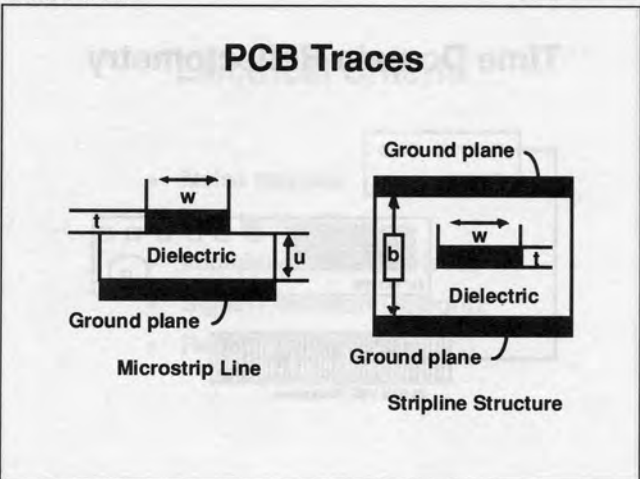 PCB Traces
w
t
Dielectric
u
Ground plane
Microstrip Line
Ground plane
w
b
t
Dielectric
Ground plane
Stripline Structure